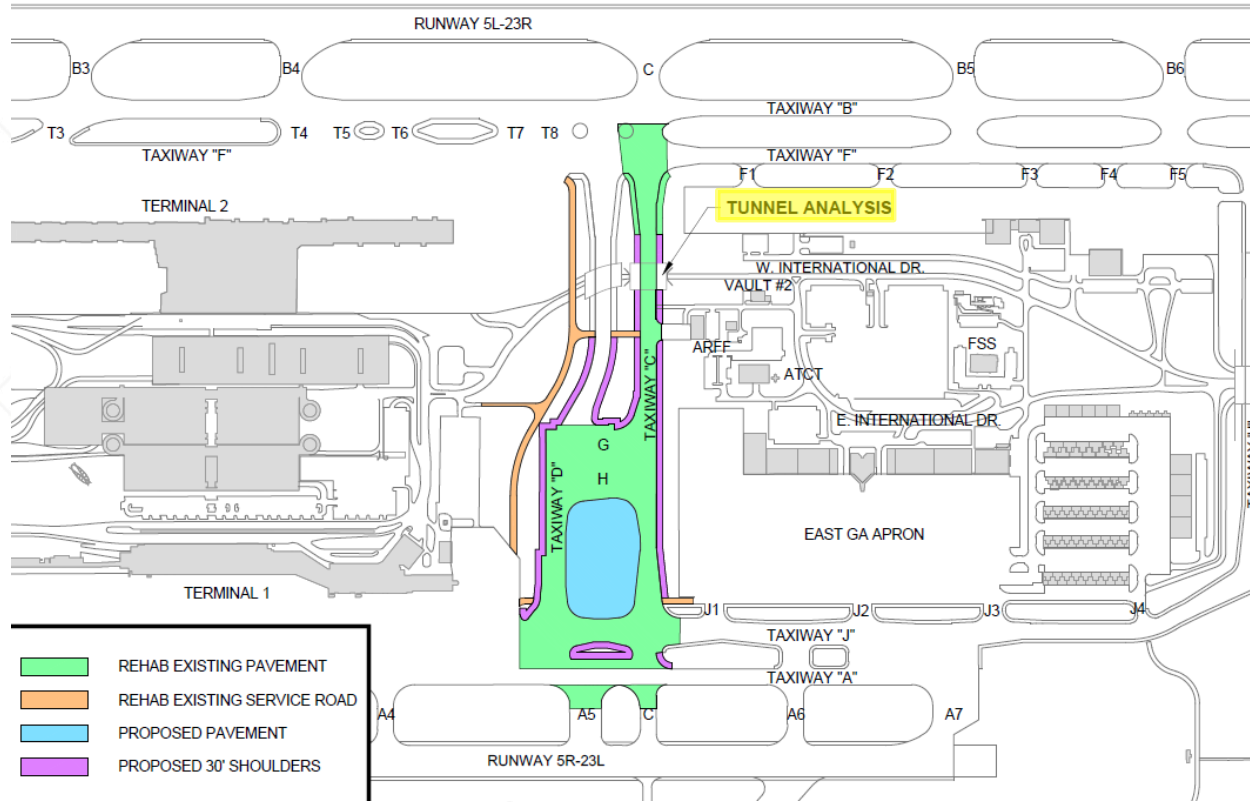 RUNWAY 5L-23R
B3
B4
C
B5
B6
TAXIWAY "B"
T3
T4
T5
T6
T7
T8
TAXIWAY "F"
TAXIWAY "F"
F1
F2
F3
F4
F5
TERMINAL 2
TUNNEL ANALYSIS
W. INTERNATIONAL DR.
VAULT #2
ARFF
FSS
ATCT
TAXIWAY "C"
E. INTERNATIONAL DR.
G
H
TAXIWAY "D"
EAST GA APRON
TERMINAL 1
J1
J2
J3
J4
TAXIWAY "J"
TAXIWAY "A"
A4
A5
C
A6
A7
RUNWAY 5R-23L
REHAB EXISTING PAVEMENT
REHAB EXISTING SERVICE ROAD
PROPOSED PAVEMENT
PROPOSED 30' SHOULDERS